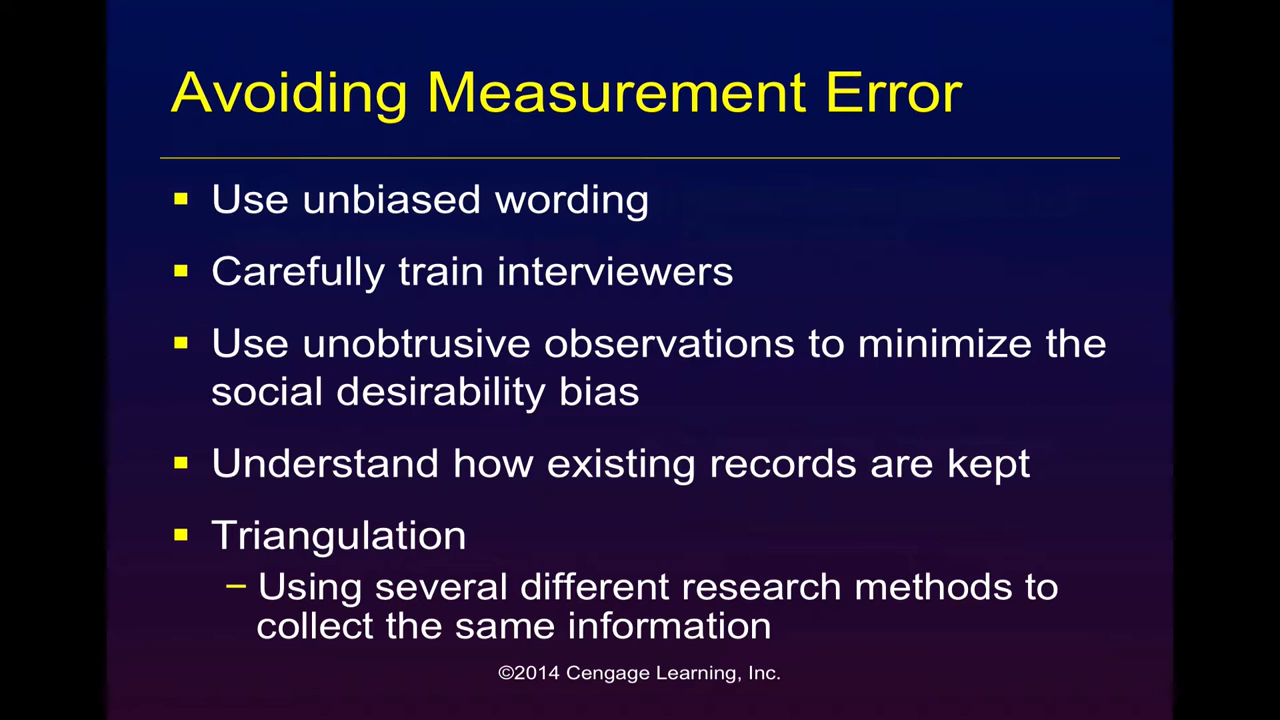 Avoiding Measurement Error
▪ Use unbiased wording
▪ Carefully train interviewers
▪ Use unobtrusive observations to minimize the
social desirability bias
▪ Understand how existing records are kept
▪ Triangulation
– Using several different research methods to
collect the same information
©2014 Cengage Learning, Inc.